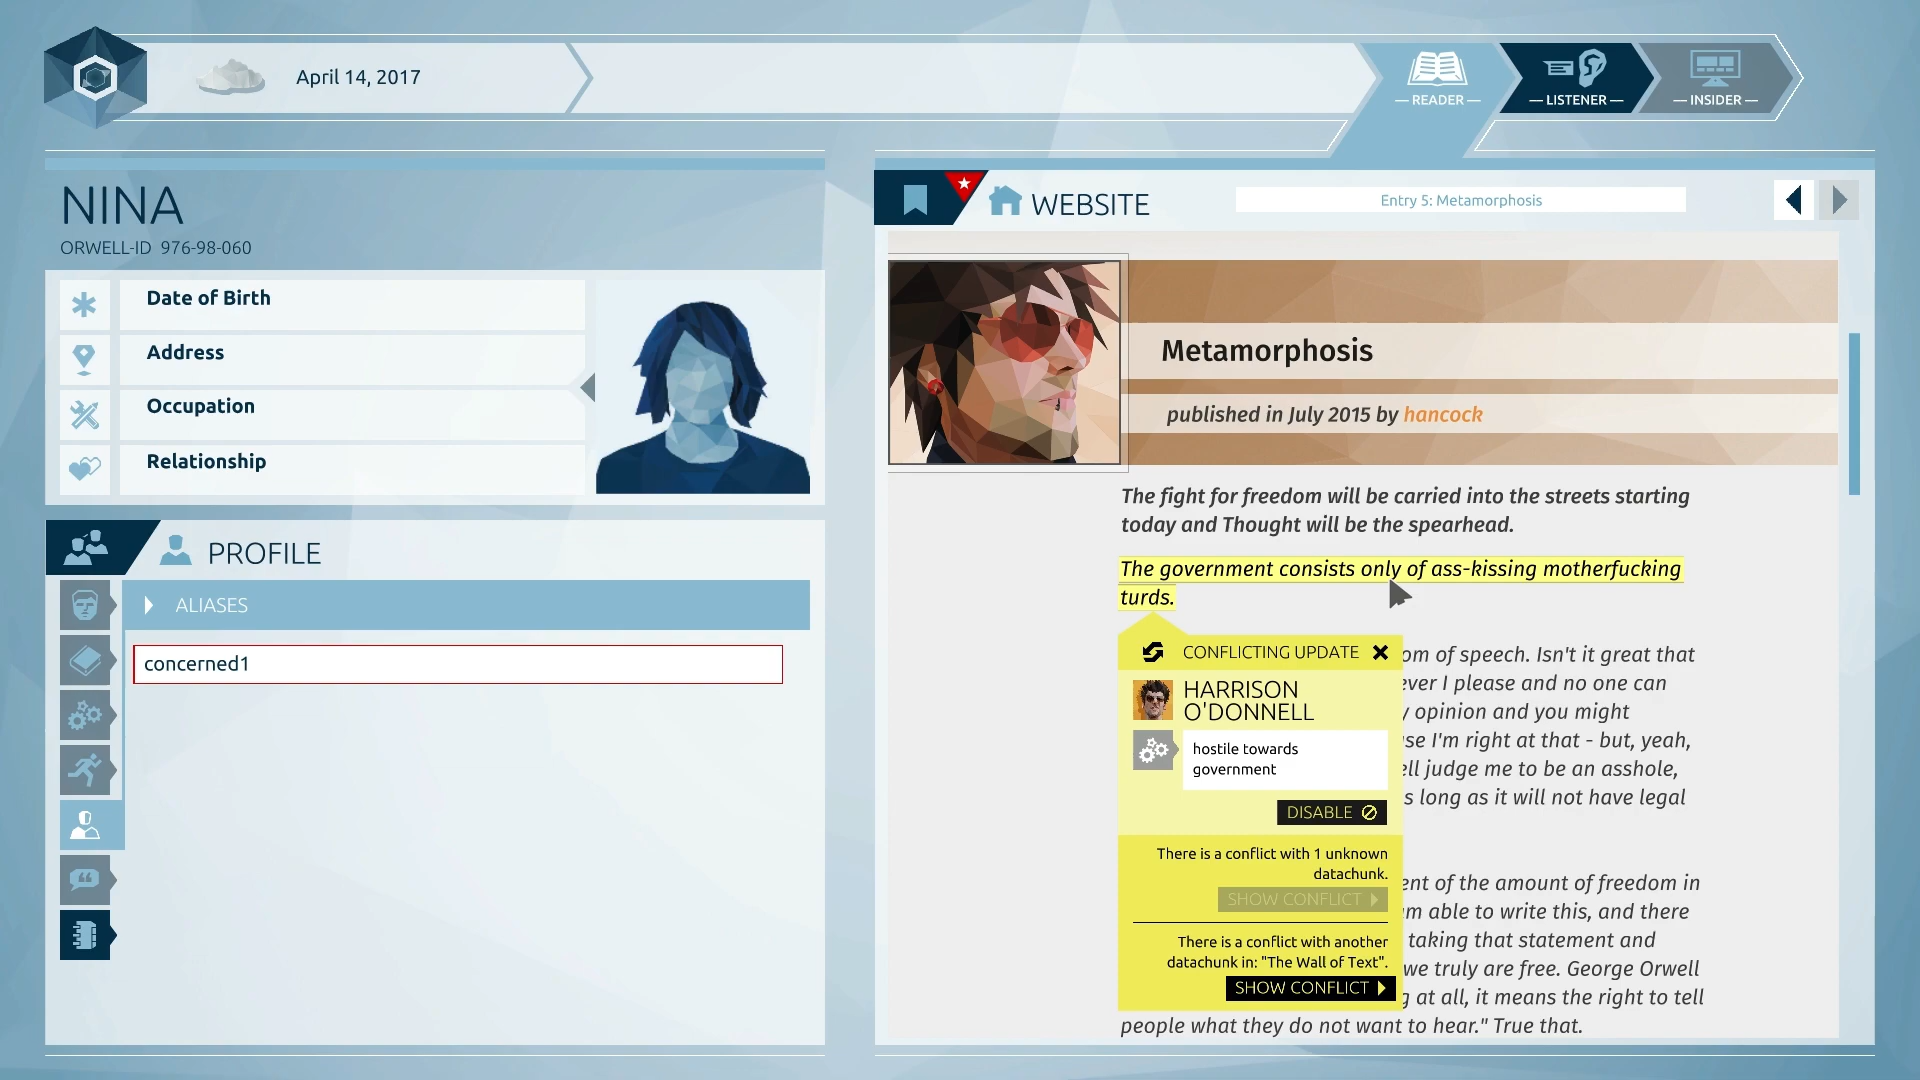 April 14, 2017
READER
LISTENER
INSIDER
NINA
ORWELL-ID 976-98-060
Date of Birth
Address
Occupation
Relationship
PROFILE
ALIASES
concerned1
WEBSITE
Entry 5: Metamorphosis
Metamorphosis
published in July 2015 by hancock
The fight for freedom will be carried into the streets starting
today and Thought will be the spearhead.
The government consists only of ass-kissing motherfucking
turds.
CONFLICTING UPDATE
HARRISON
O'DONNELL
hostile towards
government
DISABLE
There is a conflict with 1 unknown
datachunk.
SHOW CONFLICT
There is a conflict with another
datachunk in: "The Wall of Text".
SHOW CONFLICT
om of speech. Isn't it great that
ever I please and no one can
y opinion and you might
se I'm right at that - but, yeah,
ell judge me to be an asshole,
s long as it will not have legal
ent of the amount of freedom in
m able to write this, and there
taking that statement and
we truly are free. George Orwell
g at all, it means the right to tell
people what they do not want to hear." True that.